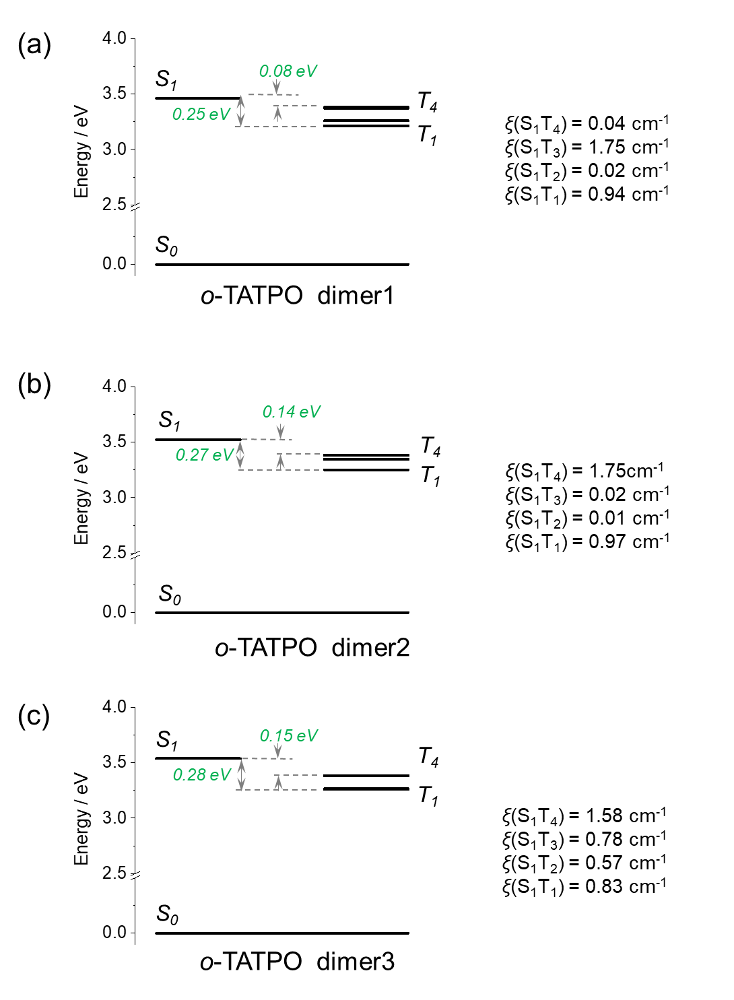 (a)
4.0
3.5
3.0
2.5
0.0
Energy / eV
S1
0.08 eV
0.25 eV
T4
T1
S0
ξ(S1T4) = 0.04 cm-1
ξ(S1T3) = 1.75 cm-1
ξ(S1T2) = 0.02 cm-1
ξ(S1T1) = 0.94 cm-1
o-TATPO dimer1
(b)
4.0
3.5
3.0
2.5
0.0
Energy / eV
S1
0.14 eV
0.27 eV
T4
T1
S0
ξ(S1T4) = 1.75cm-1
ξ(S1T3) = 0.02 cm-1
ξ(S1T2) = 0.01 cm-1
ξ(S1T1) = 0.97 cm-1
o-TATPO dimer2
(c)
4.0
3.5
3.0
2.5
0.0
Energy / eV
S1
0.15 eV
0.28 eV
T4
T1
S0
ξ(S1T4) = 1.58 cm-1
ξ(S1T3) = 0.78 cm-1
ξ(S1T2) = 0.57 cm-1
ξ(S1T1) = 0.83 cm-1
o-TATPO dimer3